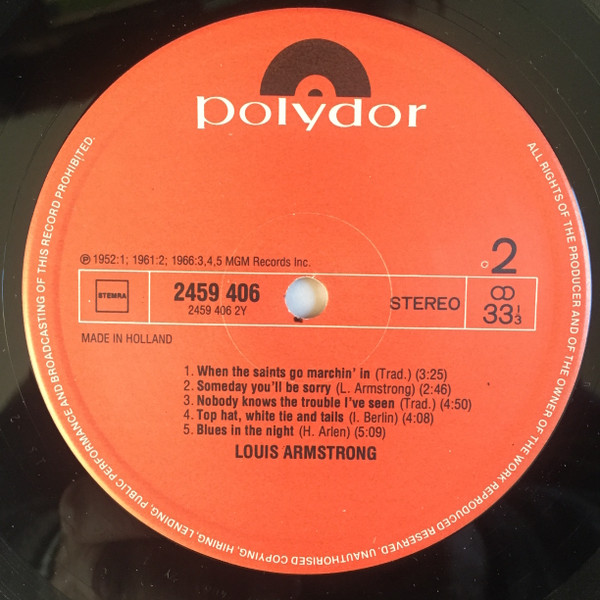 polydor
℗ 1952:1; 1961:2; 1966:3,4,5 MGM Records Inc.
2
STEMRA
2459 406
2459 406 2Y
STEREO
33 1/3
MADE IN HOLLAND
1. When the saints go marchin' in (Trad.) (3:25)
2. Someday you'll be sorry (L. Armstrong) (2:46)
3. Nobody knows the trouble I've seen (Trad.) (4:50)
4. Top hat, white tie and tails (I. Berlin) (4:08)
5. Blues in the night (H. Arlen) (5:09)
LOUIS ARMSTRONG
ALL RIGHTS OF THE PRODUCER AND OF THE OWNER OF THE WORK REPRODUCED RESERVED. UNAUTHORISED COPYING, HIRING, LENDING, PUBLIC PERFORMANCE AND BROADCASTING OF THIS RECORD PROHIBITED.